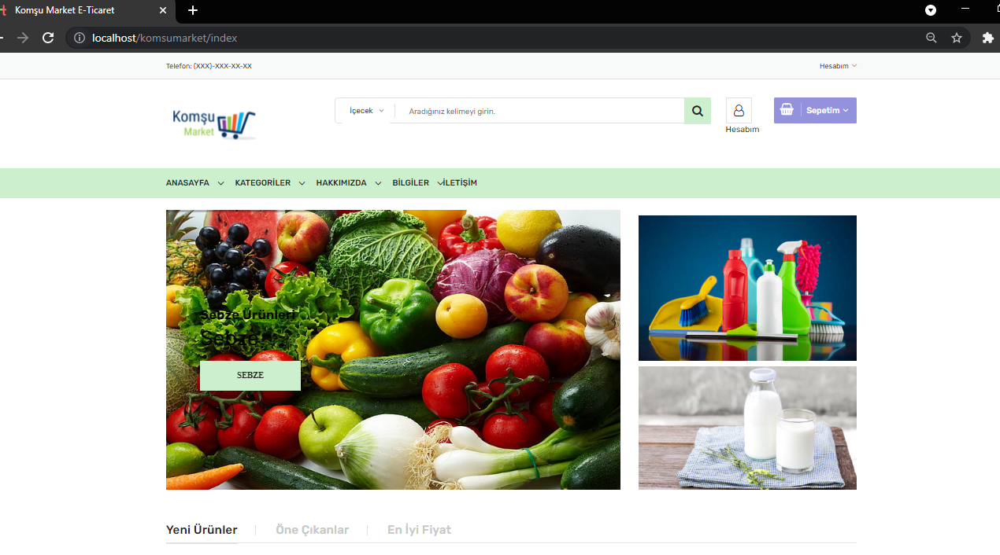 Komşu Market E-Ticaret
localhost/komsumarket/index
Telefon: (XXX)-XXX-XX-XX
Hesabım
Komşu
Market
İçecek
Aradığınız kelimeyi girin.
Hesabım
Sepetim
ANASAYFA KATEGORİLER HAKKIMIZDA BİLGİLER İLETİŞİM
Sebze Ürünleri
Sebze
SEBZE
Yeni Ürünler Öne Çıkanlar En İyi Fiyat